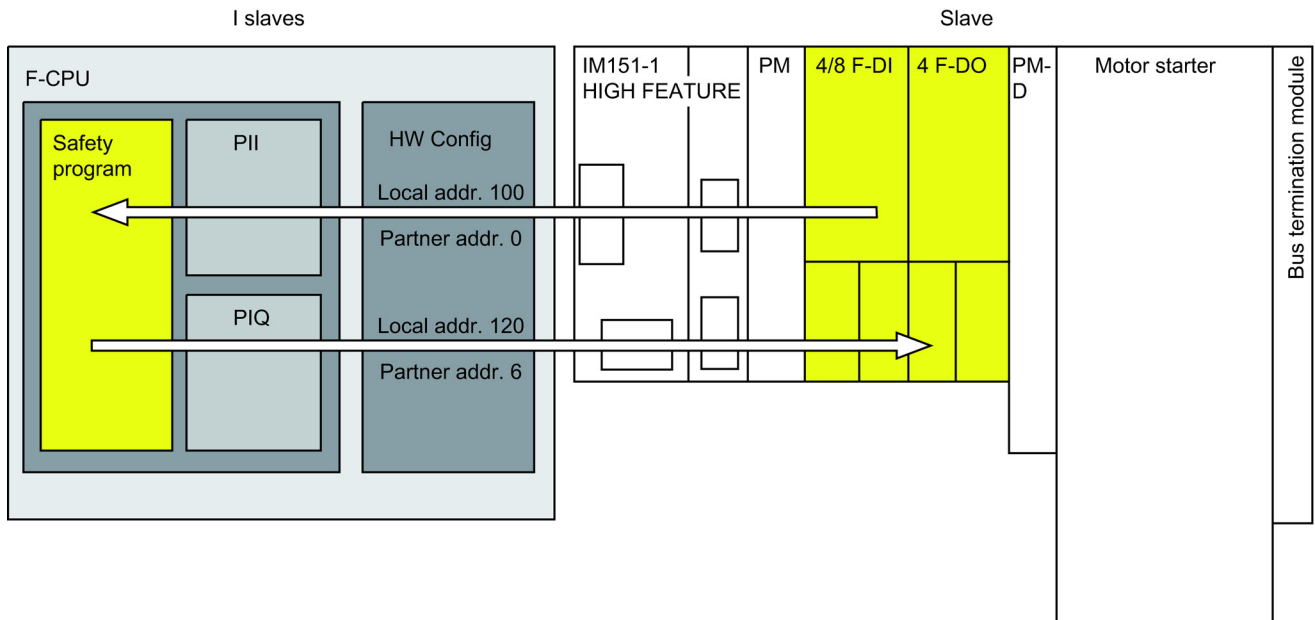 I slaves
Slave
F-CPU
Safety
program
PII
PIQ
HW Config
Local addr. 100
Partner addr. 0
Local addr. 120
Partner addr. 6
IM151-1
HIGH FEATURE
PM
4/8 F-DI
4 F-DO
PM-
D
Motor starter
Bus termination module